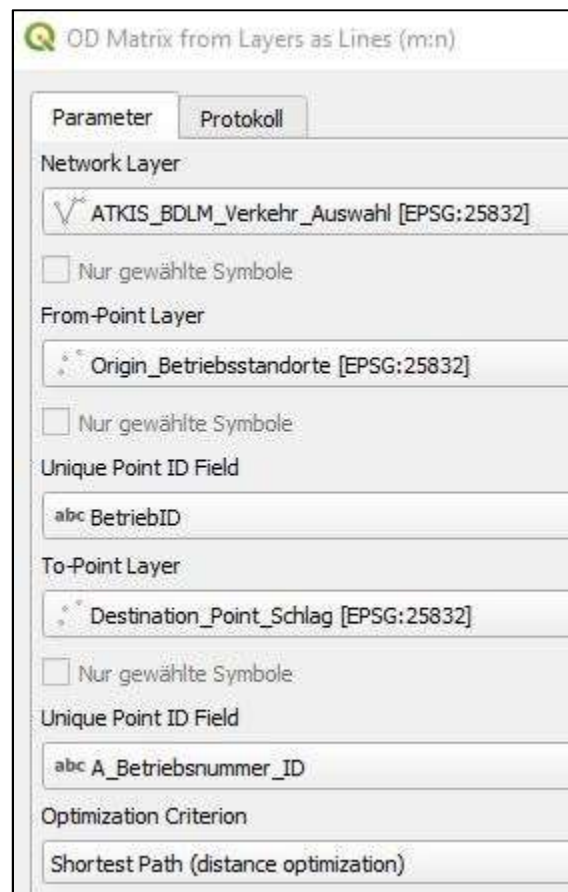 OD Matrix from Layers as Lines (m:n)
Parameter Protokoll
Network Layer
ATKIS_BDLM_Verkehr_Auswahl [EPSG:25832]
Nur gewählte Symbole
From-Point Layer
Origin_Betriebsstandorte [EPSG:25832]
Nur gewählte Symbole
Unique Point ID Field
abc BetriebID
To-Point Layer
Destination_Point_Schlag [EPSG:25832]
Nur gewählte Symbole
Unique Point ID Field
abc A_Betriebsnummer_ID
Optimization Criterion
Shortest Path (distance optimization)